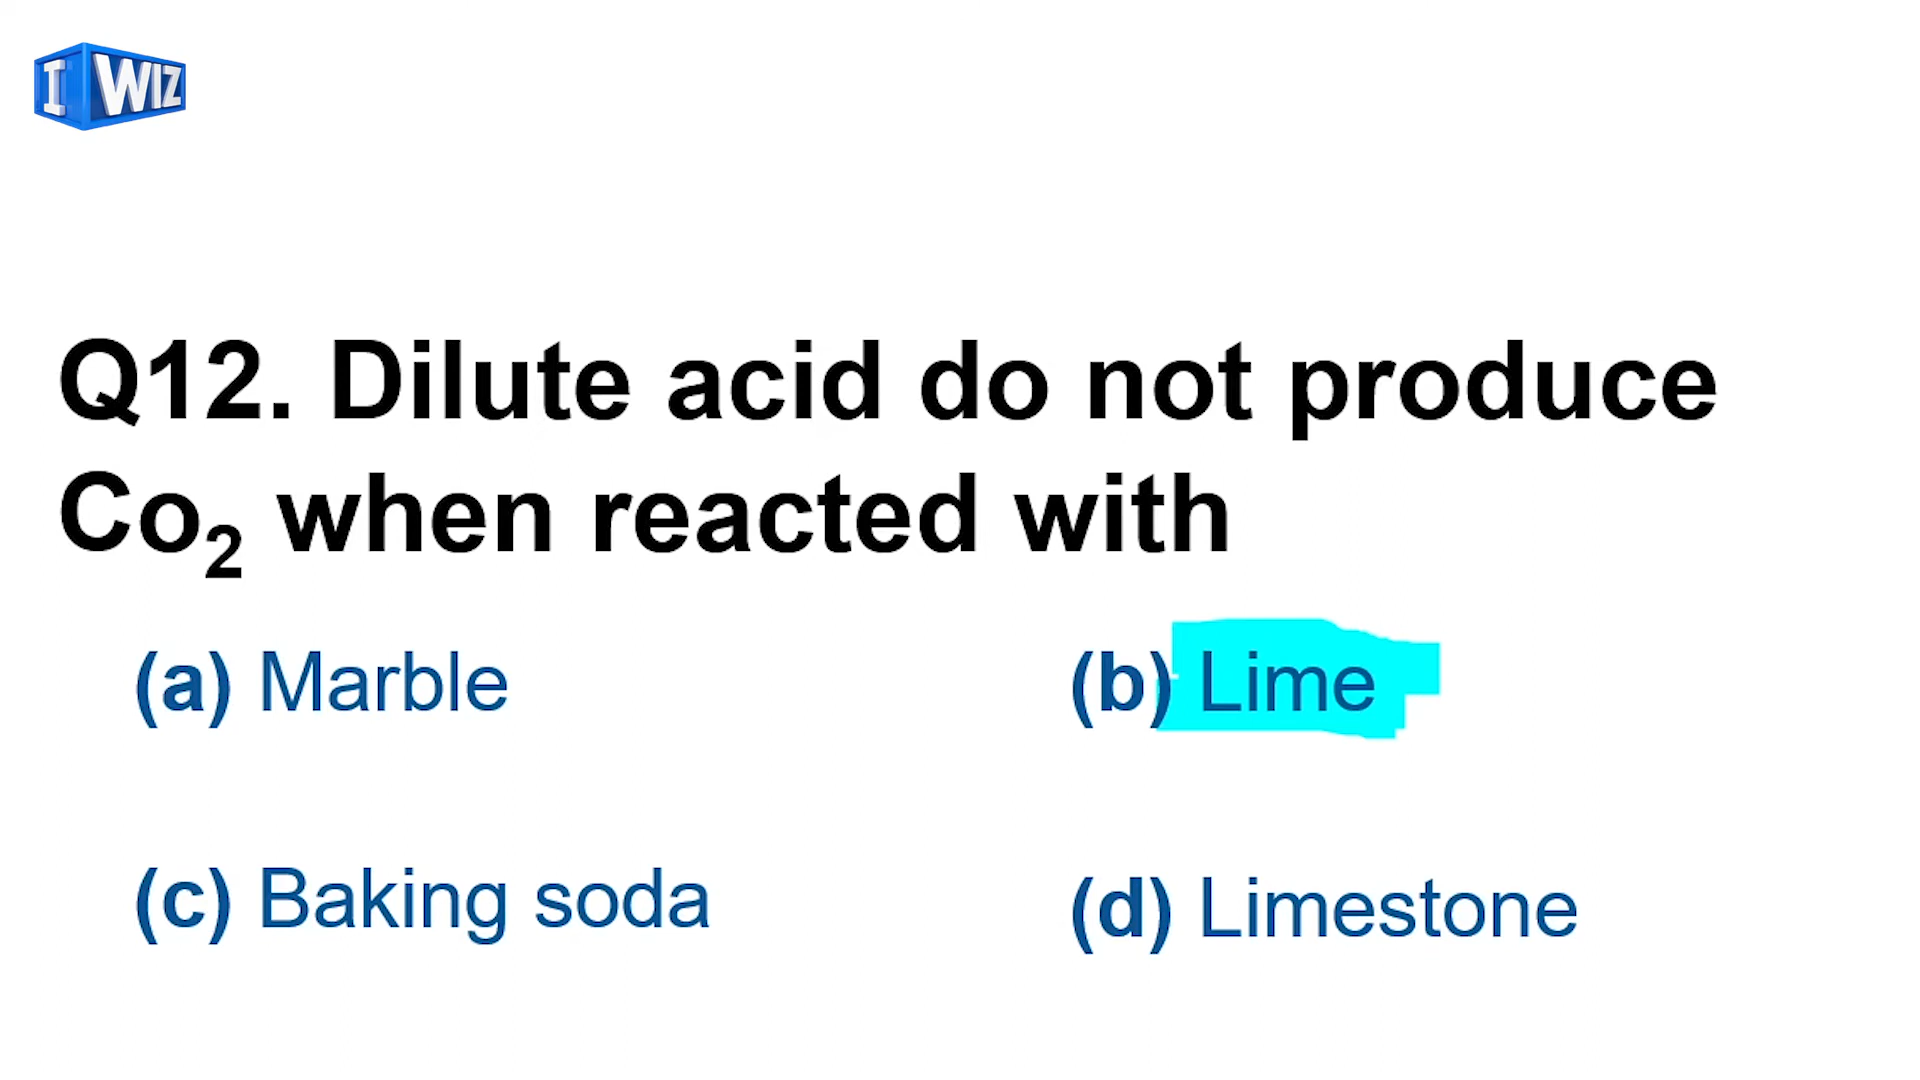 I WIZ
Q12. Dilute acid do not produce
Co₂ when reacted with
(a) Marble
(b) Lime
(c) Baking soda
(d) Limestone